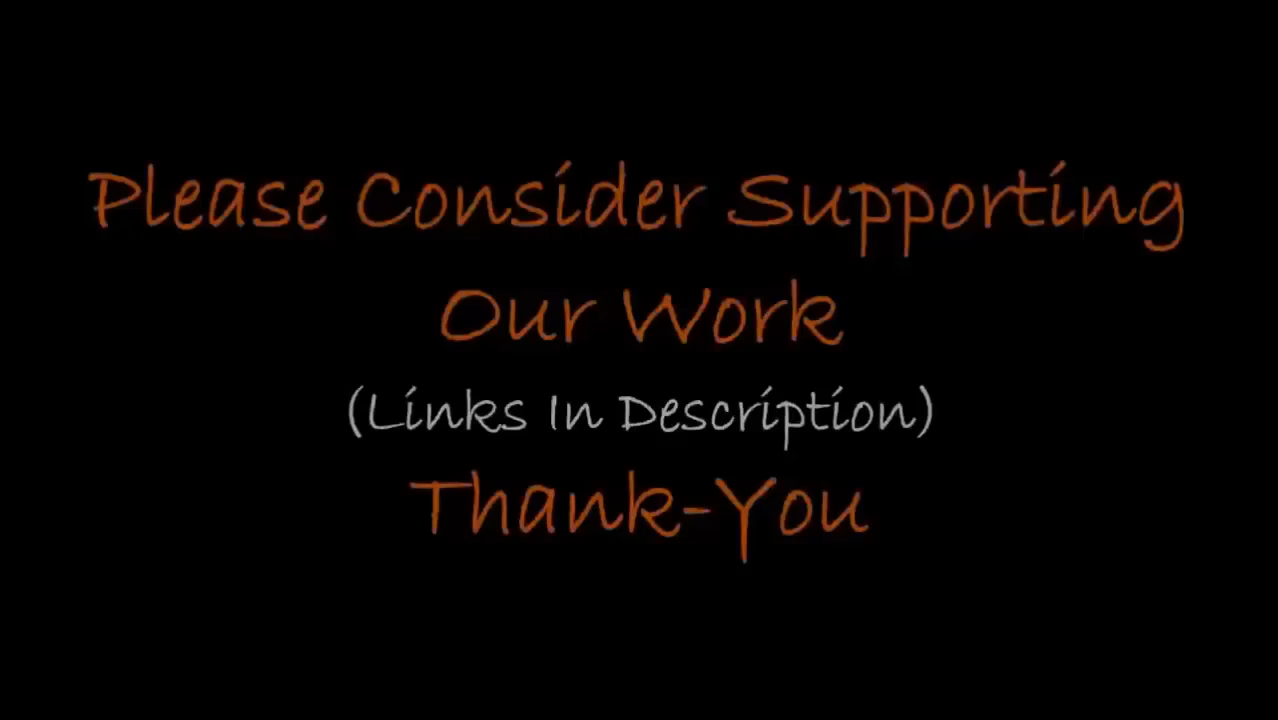 Please Consider Supporting
Our Work
(Links In Description)
Thank-You